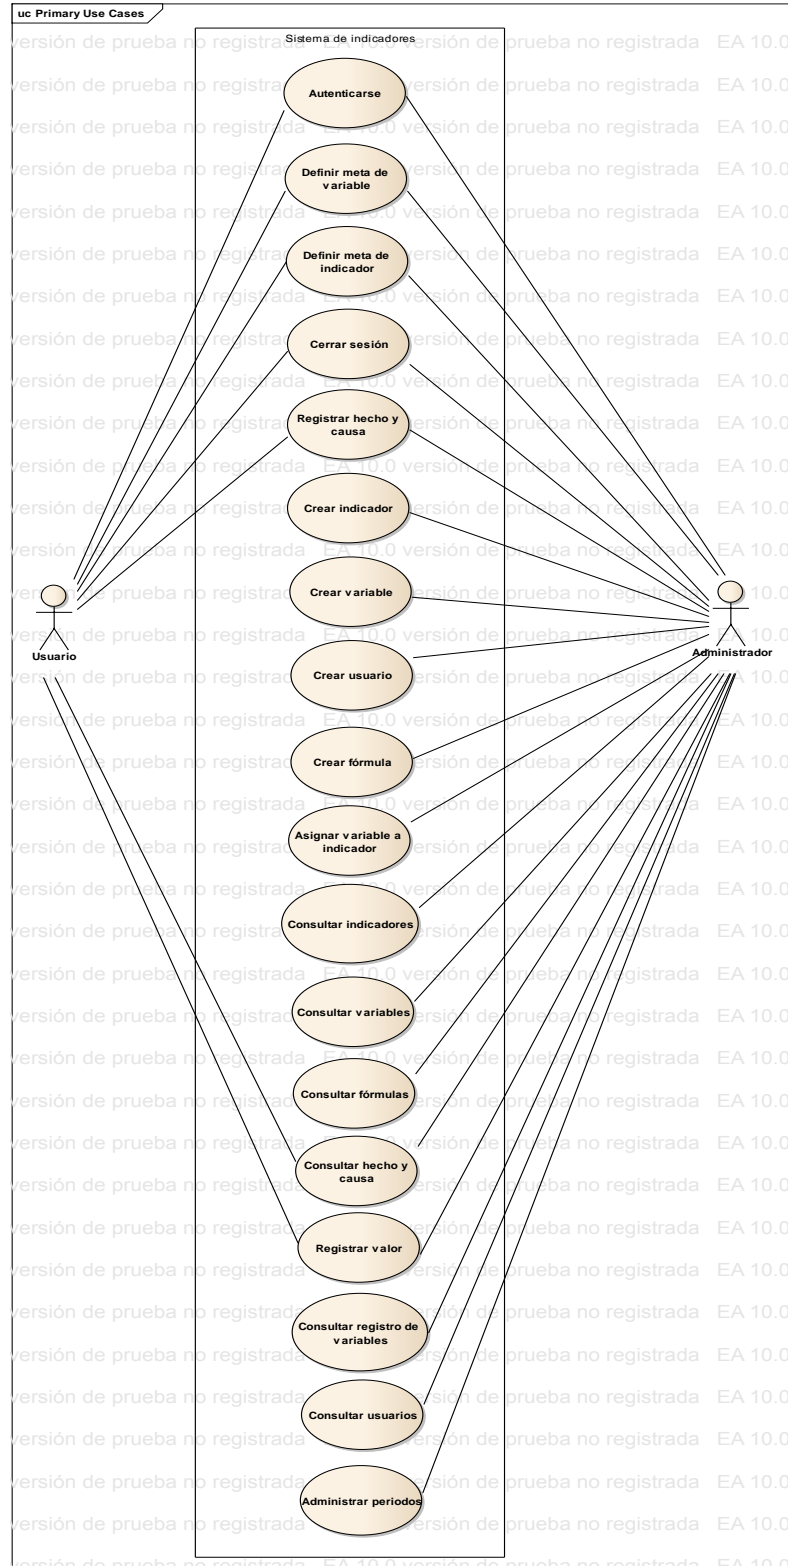 uc Primary Use Cases
Sistema de indicadores
Autenticarse
Definir meta de
variable
Definir meta de
indicador
Cerrar sesión
Registrar hecho y
causa
Crear indicador
Crear variable
Usuario
Administrador
Crear usuario
Crear fórmula
Asignar variable a
indicador
Consultar indicadores
Consultar variables
Consultar fórmulas
Consultar hecho y
causa
Registrar valor
Consultar registro de
variables
Consultar usuarios
Administrar periodos
EA 10.0 versión de prueba no registrada EA 10.0